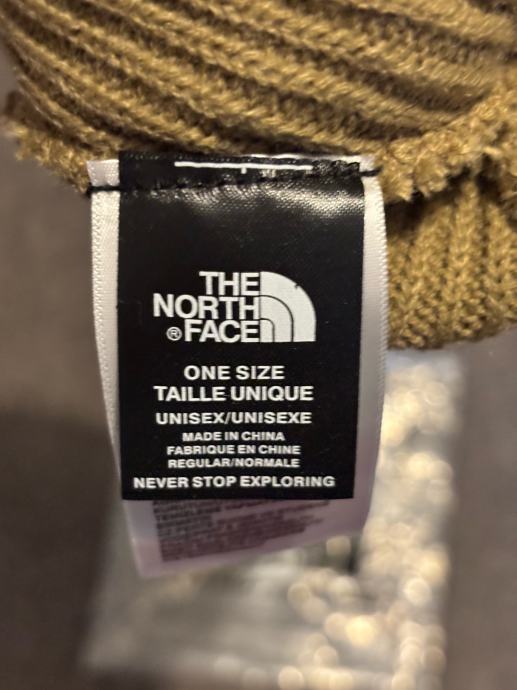 THE
NORTH
® FACE
ONE SIZE
TAILLE UNIQUE
UNISEX/UNISEXE
MADE IN CHINA
FABRIQUE EN CHINE
REGULAR/NORMALE
NEVER STOP EXPLORING